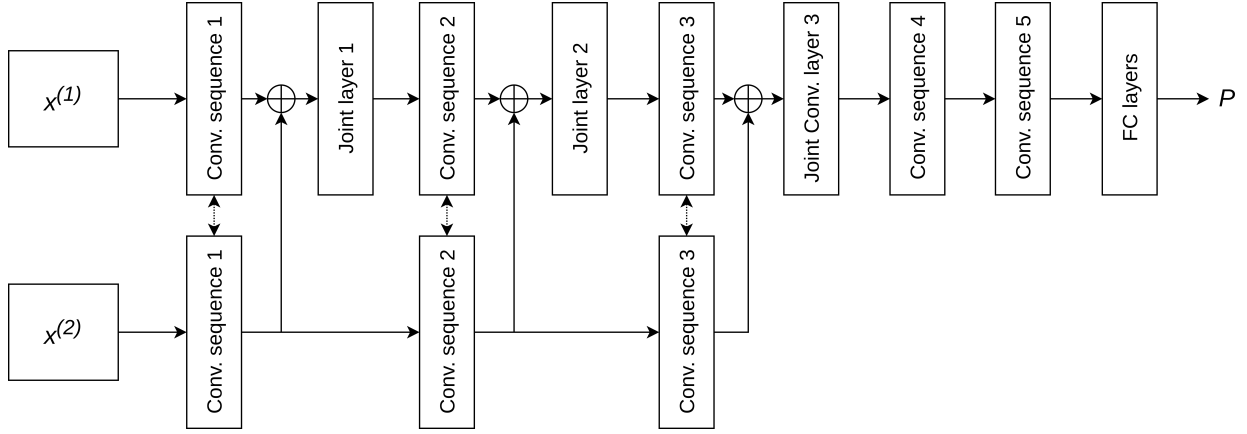 x(1)
Conv. sequence 1
Joint layer 1
Conv. sequence 2
Joint layer 2
Conv. sequence 3
Joint Conv. layer 3
Conv. sequence 4
Conv. sequence 5
FC layers
P
x(2)
Conv. sequence 1
Conv. sequence 2
Conv. sequence 3